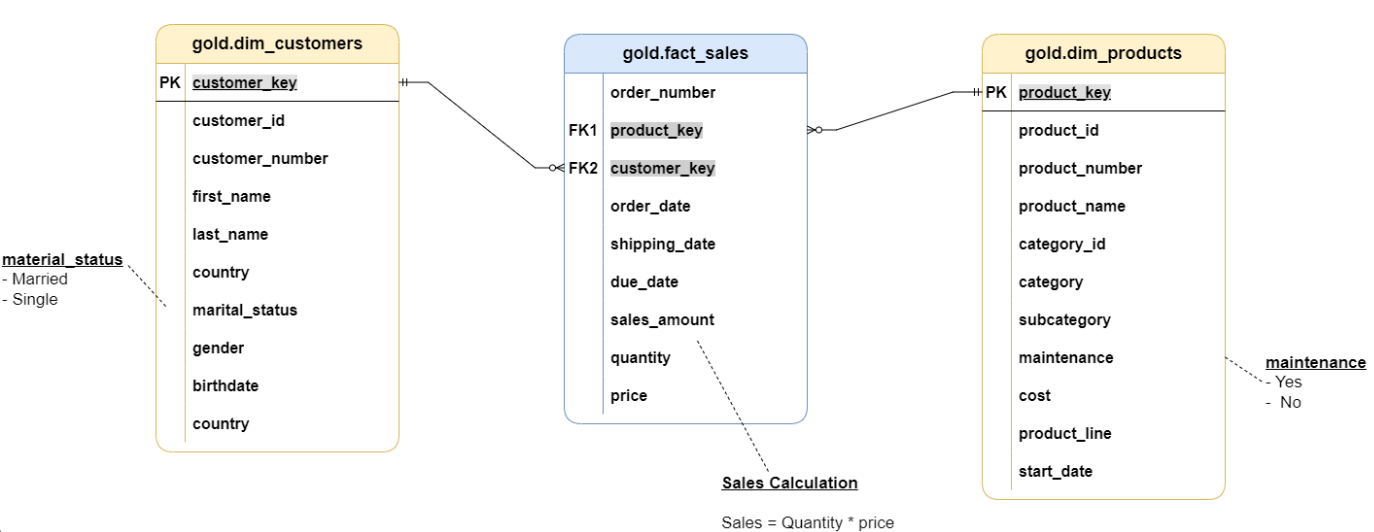 gold.dim_customers
PK customer_key
customer_id
customer_number
first_name
last_name
country
marital_status
gender
birthdate
country
material_status
- Married
- Single
gold.fact_sales
order_number
FK1 product_key
FK2 customer_key
order_date
shipping_date
due_date
sales_amount
quantity
price
Sales Calculation
Sales = Quantity * price
gold.dim_products
PK product_key
product_id
product_number
product_name
category_id
category
subcategory
maintenance
cost
product_line
start_date
maintenance
- Yes
- No